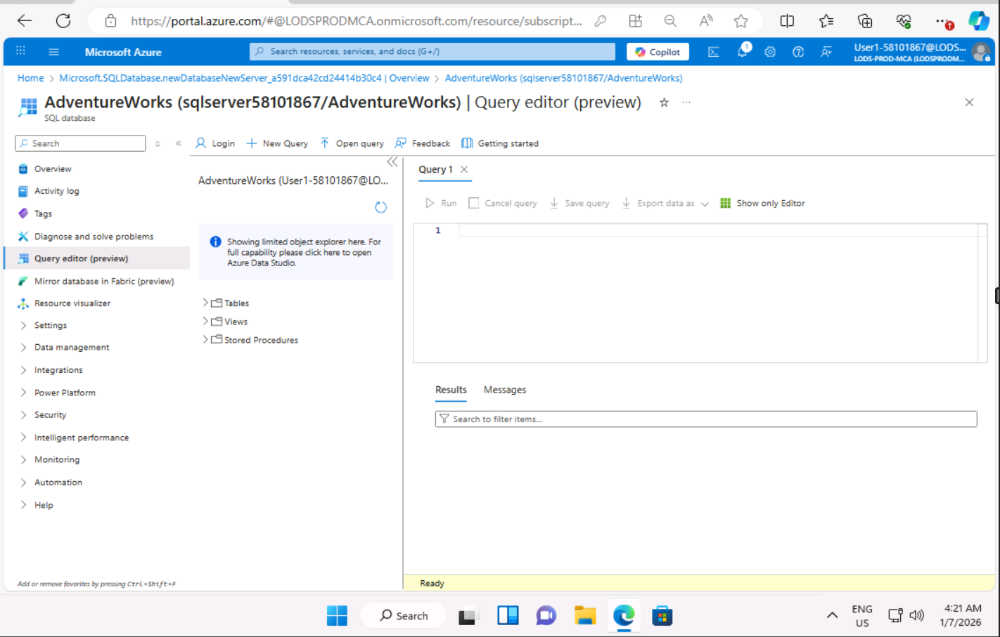 https://portal.azure.com/#@LODSPRODMCA.onmicrosoft.com/resource/subscript...
Microsoft Azure
Search resources, services, and docs (G+/)
Copilot
1
User1-58101867@LODS...
LODS-PROD-MCA (LODSPRODM...
Home > Microsoft.SQLDatabase.newDatabaseNewServer_a591dca42cd24414b30c4 | Overview > AdventureWorks (sqlserver58101867/AdventureWorks)
AdventureWorks (sqlserver58101867/AdventureWorks) | Query editor (preview)
SQL database
Search
Login
New Query
Open query
Feedback
Getting started
Overview
Activity log
Tags
Diagnose and solve problems
Query editor (preview)
Mirror database in Fabric (preview)
Resource visualizer
Settings
Data management
Integrations
Power Platform
Security
Intelligent performance
Monitoring
Automation
Help
Add or remove favorites by pressing Ctrl+Shift+F
AdventureWorks (User1-58101867@LO...
Showing limited object explorer here. For
full capability please click here to open
Azure Data Studio.
Tables
Views
Stored Procedures
Query 1
Run
Cancel query
Save query
Export data as
Show only Editor
1
Results
Messages
Search to filter items...
Ready
Search
ENG
US
4:21 AM
1/7/2026